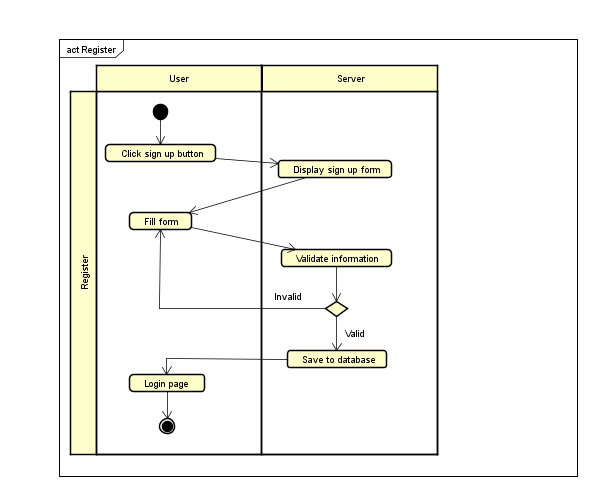 act Register
User
Server
Click sign up button
Display sign up form
Fill form
Register
Validate information
Invalid
Valid
Save to database
Login page